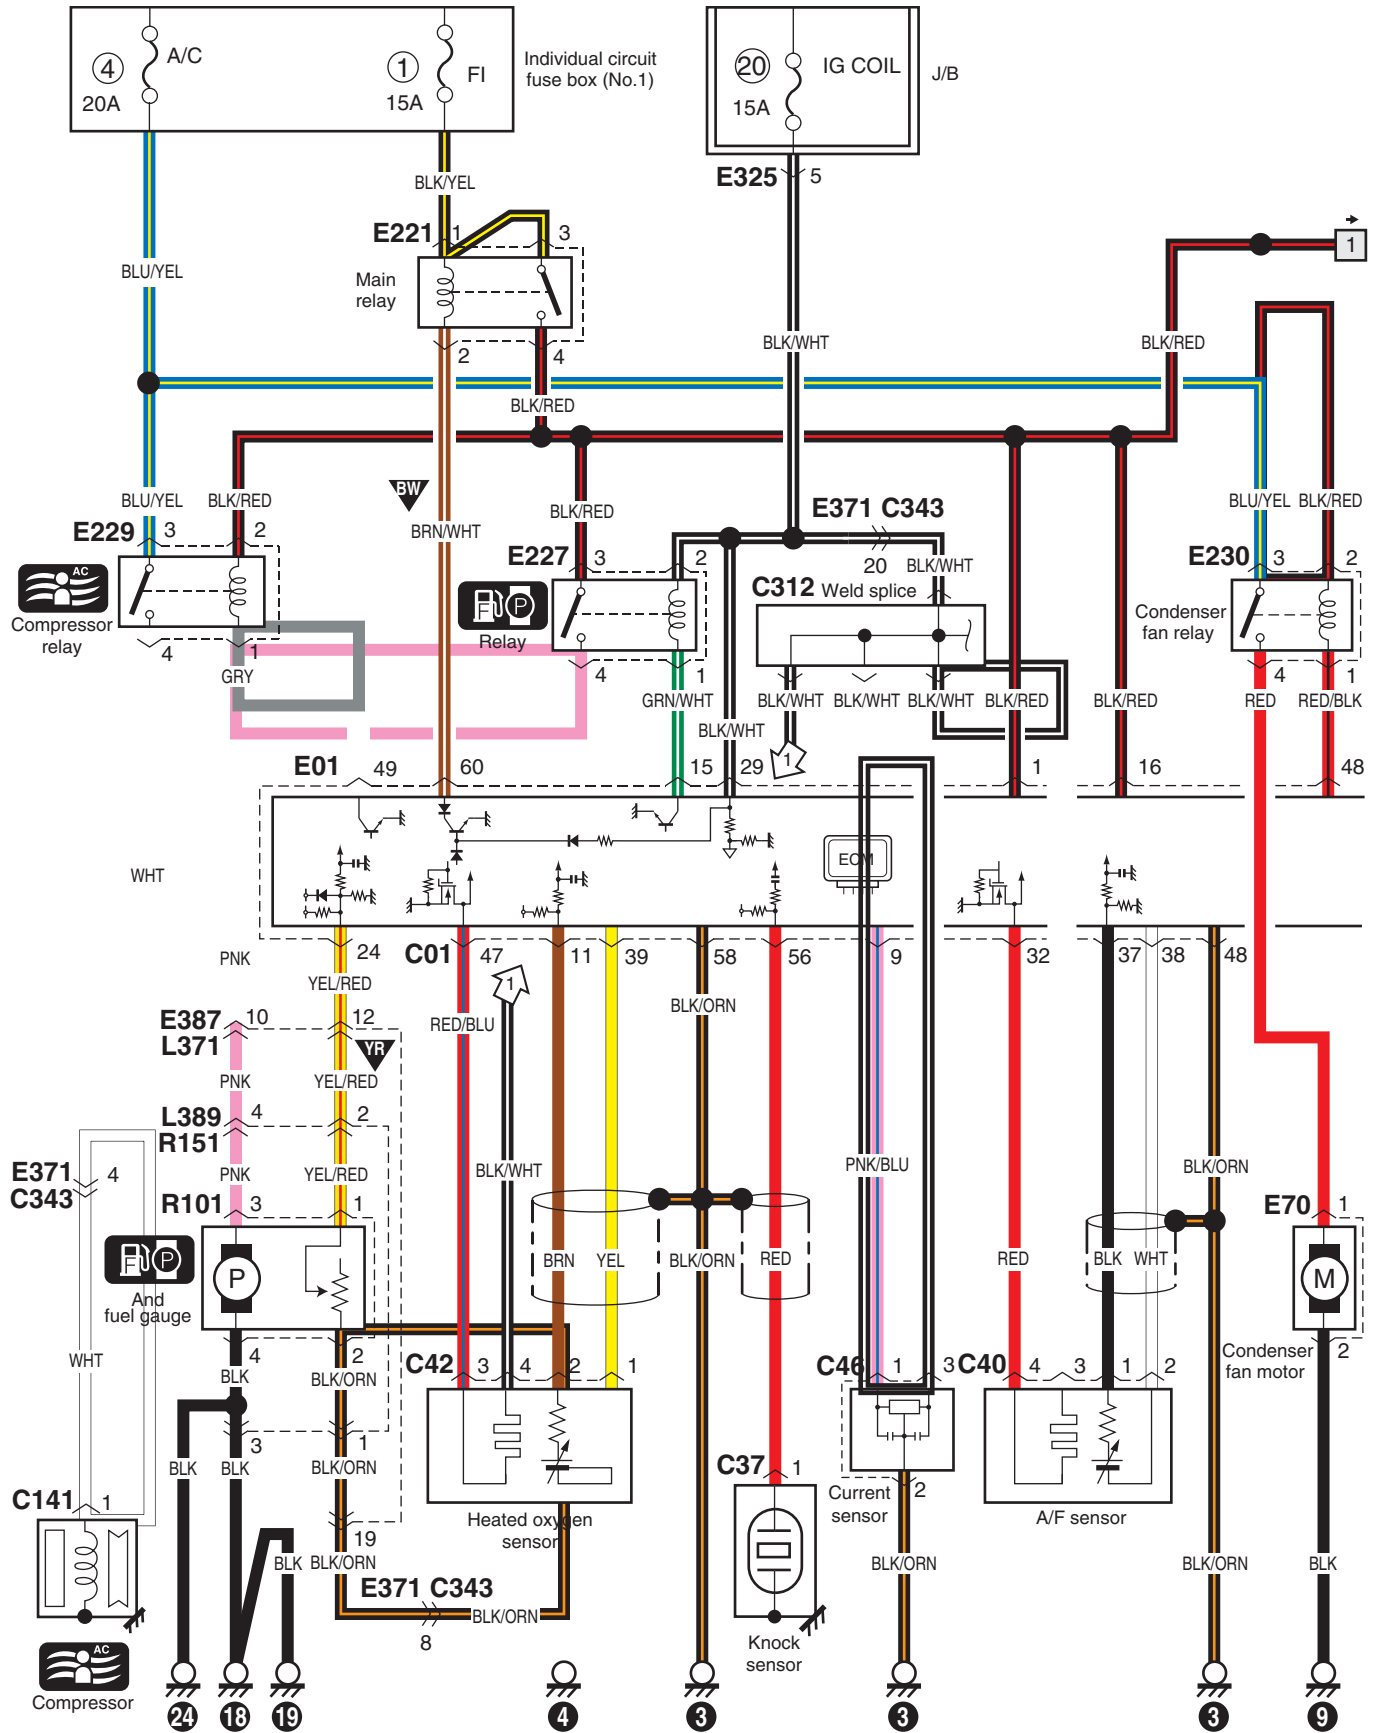 4
A/C
20A
1
FI
15A
Individual circuit
fuse box (No.1)
20
IG COIL
15A
J/B
E325
5
BLK/YEL
E221
1
3
1
BLU/YEL
Main
relay
BLK/WHT
BLK/RED
2
4
BLK/RED
BW
BLU/YEL
BLK/RED
BRN/WHT
BLK/RED
E371 C343
BLU/YEL
BLK/RED
E229
3
2
E227
3
2
20
BLK/WHT
E230
3
2
AC
Compressor
relay
F
P
Relay
C312
Weld splice
Condenser
fan relay
4
1
4
1
4
1
GRY
GRN/WHT
BLK/WHT
BLK/WHT
BLK/WHT
BLK/RED
BLK/RED
RED
RED/BLK
BLK/WHT
1
E01
49
60
15
29
1
16
48
WHT
ECM
PNK
24
C01
47
11
39
58
56
9
32
37
38
48
YEL/RED
1
BLK/ORN
E387
L371
10
12
RED/BLU
YR
PNK
YEL/RED
L389
R151
4
2
E371
C343
4
PNK
YEL/RED
BLK/WHT
PNK/BLU
BLK/ORN
R101
3
1
E70
1
F
P
P
BRN
YEL
BLK/ORN
RED
RED
BLK
WHT
M
And
fuel gauge
WHT
4
2
BLK
BLK/ORN
C42
3
4
2
1
C46
1
3
C40
4
3
1
2
Condenser
fan motor
2
3
1
BLK
BLK
BLK/ORN
C37
1
C141
1
2
Current
sensor
Heated oxygen
sensor
A/F sensor
19
BLK
BLK/ORN
BLK/ORN
BLK/ORN
BLK
E371 C343
BLK/ORN
8
Knock
sensor
AC
Compressor
24
18
19
4
3
3
3
9